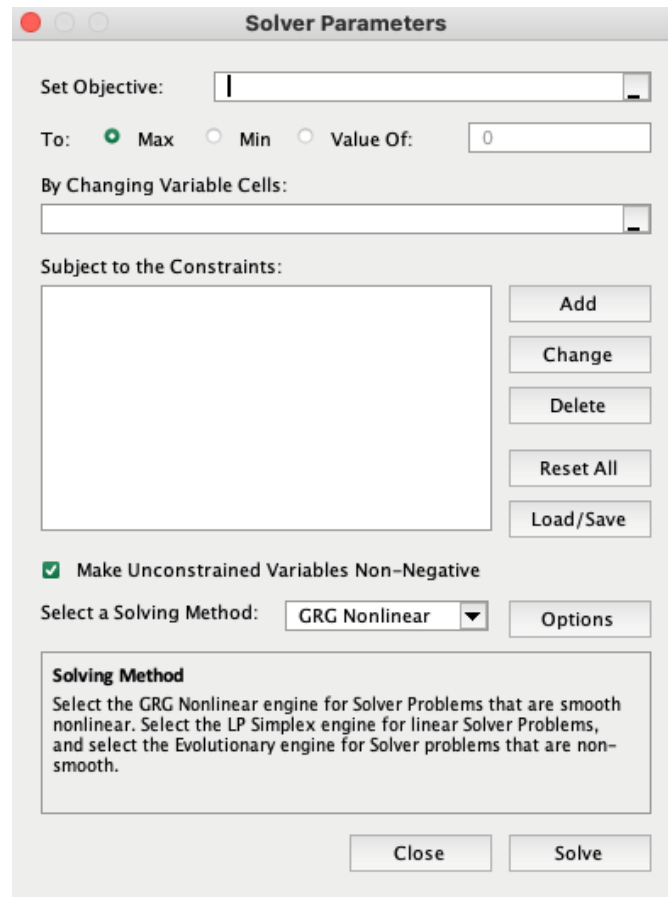 Solver Parameters
Set Objective:
To: Max Min Value Of: 0
By Changing Variable Cells:
Subject to the Constraints:
Add
Change
Delete
Reset All
Load/Save
Make Unconstrained Variables Non-Negative
Select a Solving Method: GRG Nonlinear Options
Solving Method
Select the GRG Nonlinear engine for Solver Problems that are smooth
nonlinear. Select the LP Simplex engine for linear Solver Problems,
and select the Evolutionary engine for Solver problems that are non-
smooth.
Close Solve